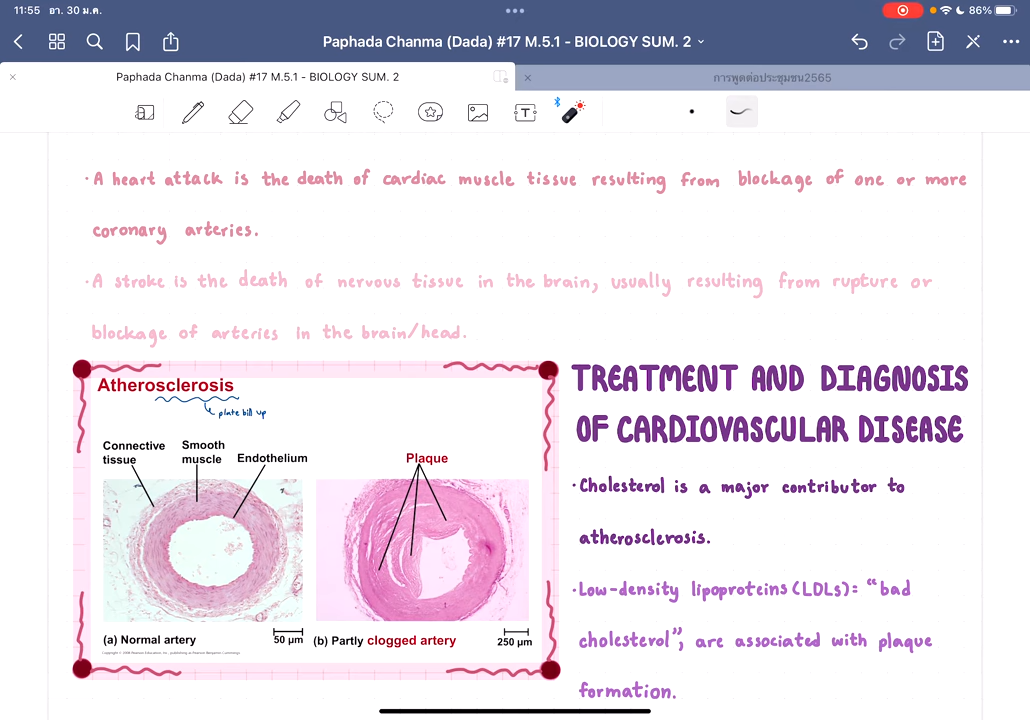 11:55 อา. 30 ม.ค.
86%
Paphada Chanma (Dada) #17 M.5.1 - BIOLOGY SUM. 2
Paphada Chanma (Dada) #17 M.5.1 - BIOLOGY SUM. 2
การพูดต่อประชุมชน2565
· A heart attack is the death of cardiac muscle tissue resulting from blockage of one or more
coronary arteries.
· A stroke is the death of nervous tissue in the brain, usually resulting from rupture or
blockage of arteries in the brain/head.
Atherosclerosis
plate bill up
Connective
tissue
Smooth
muscle
Endothelium
Plaque
(a) Normal artery
50 µm
(b) Partly clogged artery
250 µm
TREATMENT AND DIAGNOSIS
OF CARDIOVASCULAR DISEASE
· Cholesterol is a major contributor to
atherosclerosis.
· Low-density lipoproteins (LDLs): "bad
cholesterol", are associated with plaque
formation.